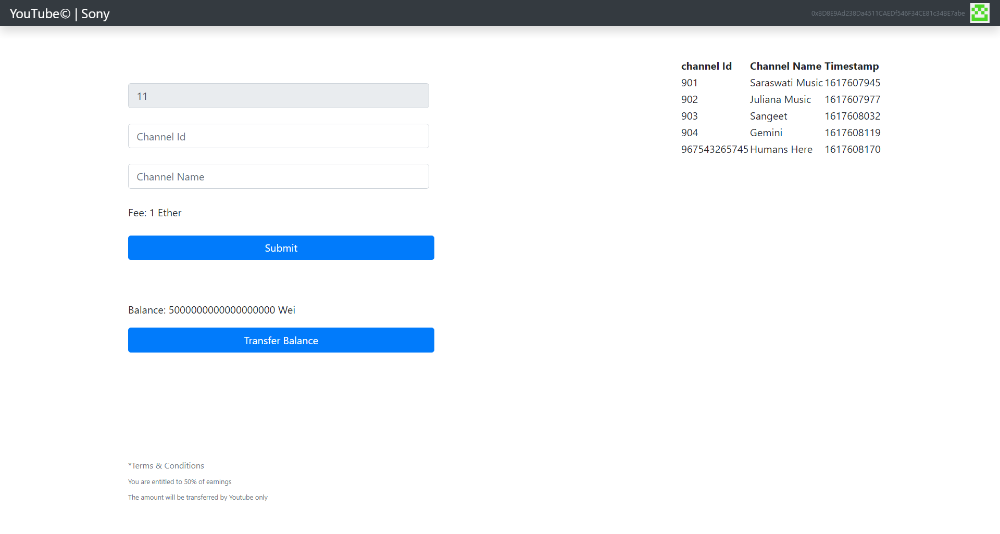 YouTube© | Sony
0xBD8E9Ad238Da4511CAEDf546F34CE81c34BE7abe
11
Channel Id
Channel Name
Fee: 1 Ether
Submit
Balance: 5000000000000000000 Wei
Transfer Balance
*Terms & Conditions
You are entitled to 50% of earnings
The amount will be transferred by Youtube only
channel Id Channel Name Timestamp
901 Saraswati Music 1617607945
902 Juliana Music 1617607977
903 Sangeet 1617608032
904 Gemini 1617608119
967543265745 Humans Here 1617608170